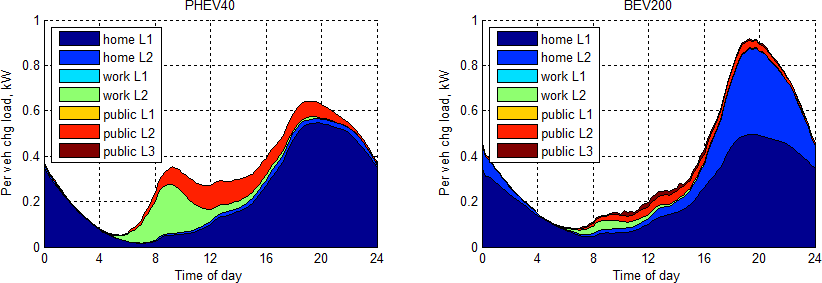 PHEV40
Per veh chg load, kW
1
0.8
0.6
0.4
0.2
0
home L1
home L2
work L1
work L2
public L1
public L2
public L3
0 4 8 12 16 20 24
Time of day
BEV200
Per veh chg load, kW
1
0.8
0.6
0.4
0.2
0
home L1
home L2
work L1
work L2
public L1
public L2
public L3
0 4 8 12 16 20 24
Time of day